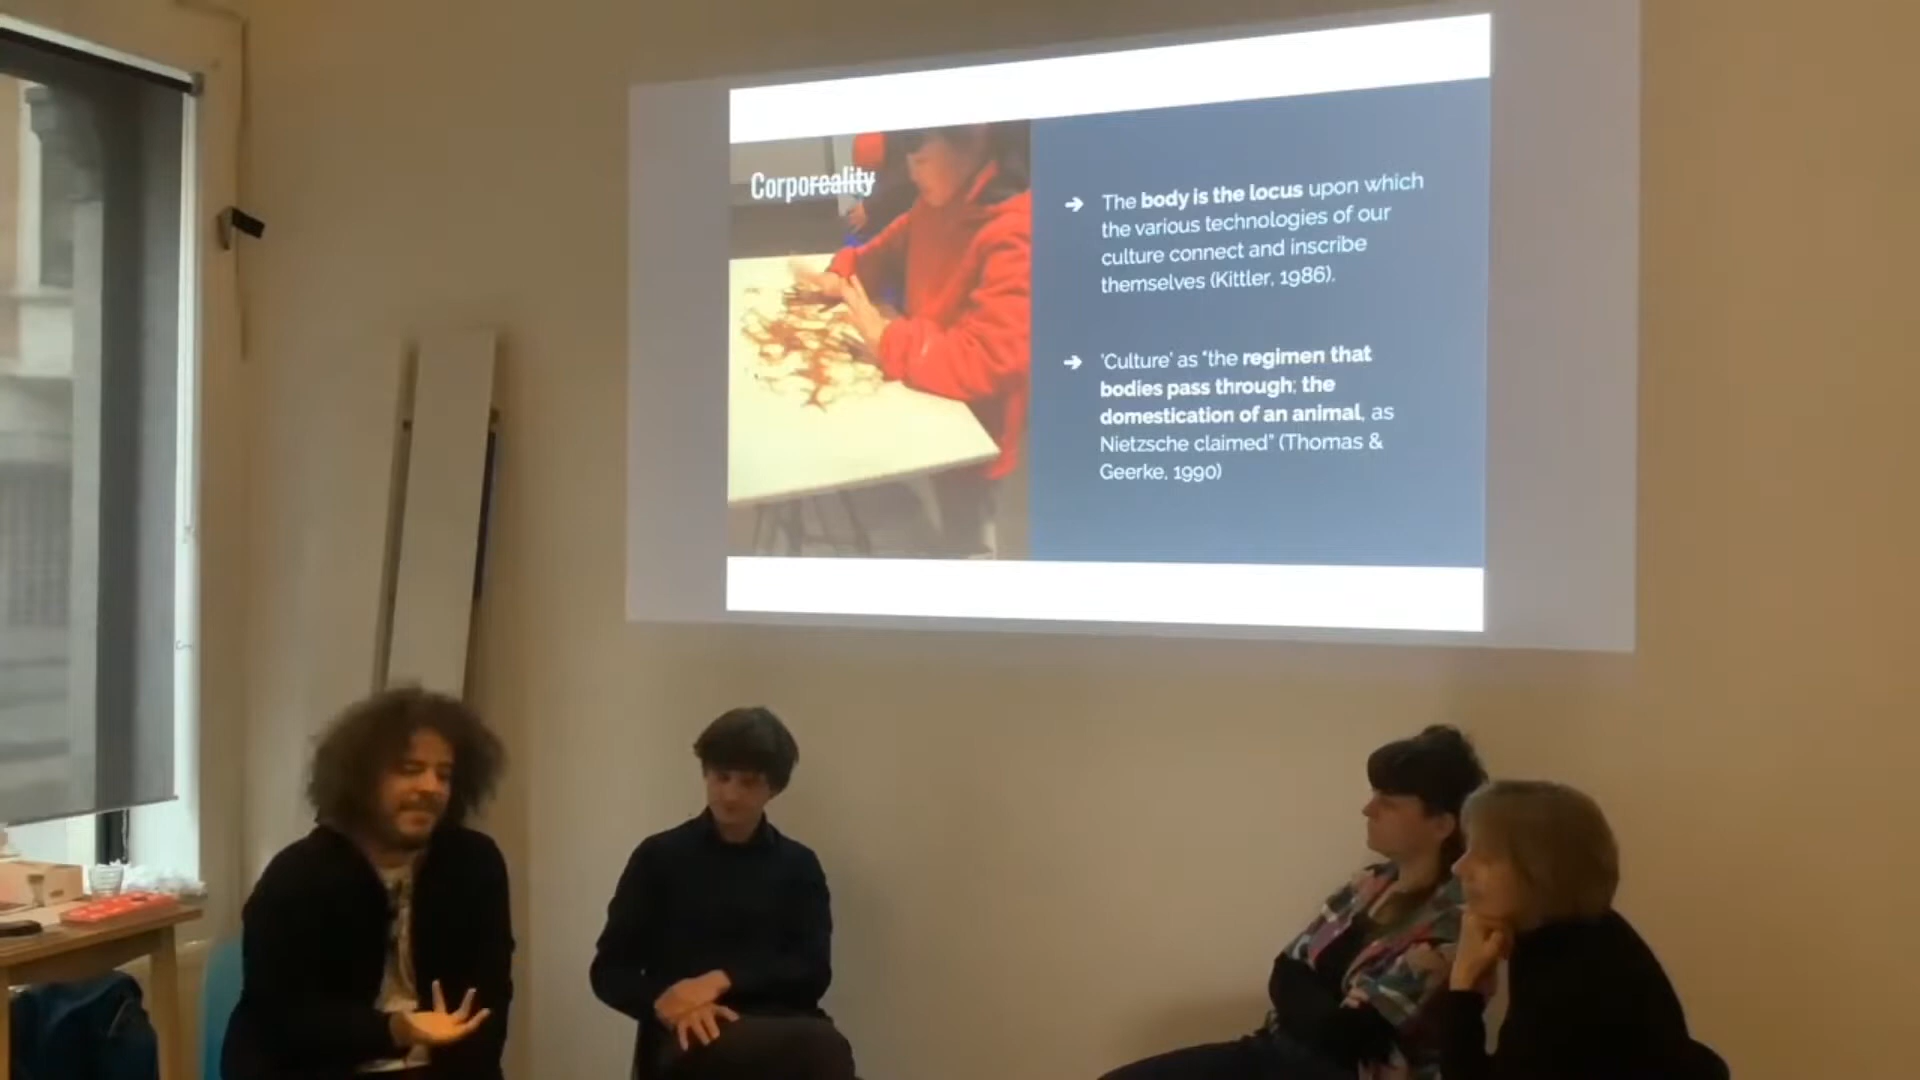 Corporeality
➔ The body is the locus upon which
the various technologies of our
culture connect and inscribe
themselves (Kittler, 1986).
➔ 'Culture' as "the regimen that
bodies pass through; the
domestication of an animal, as
Nietzsche claimed" (Thomas &
Geerke, 1990)